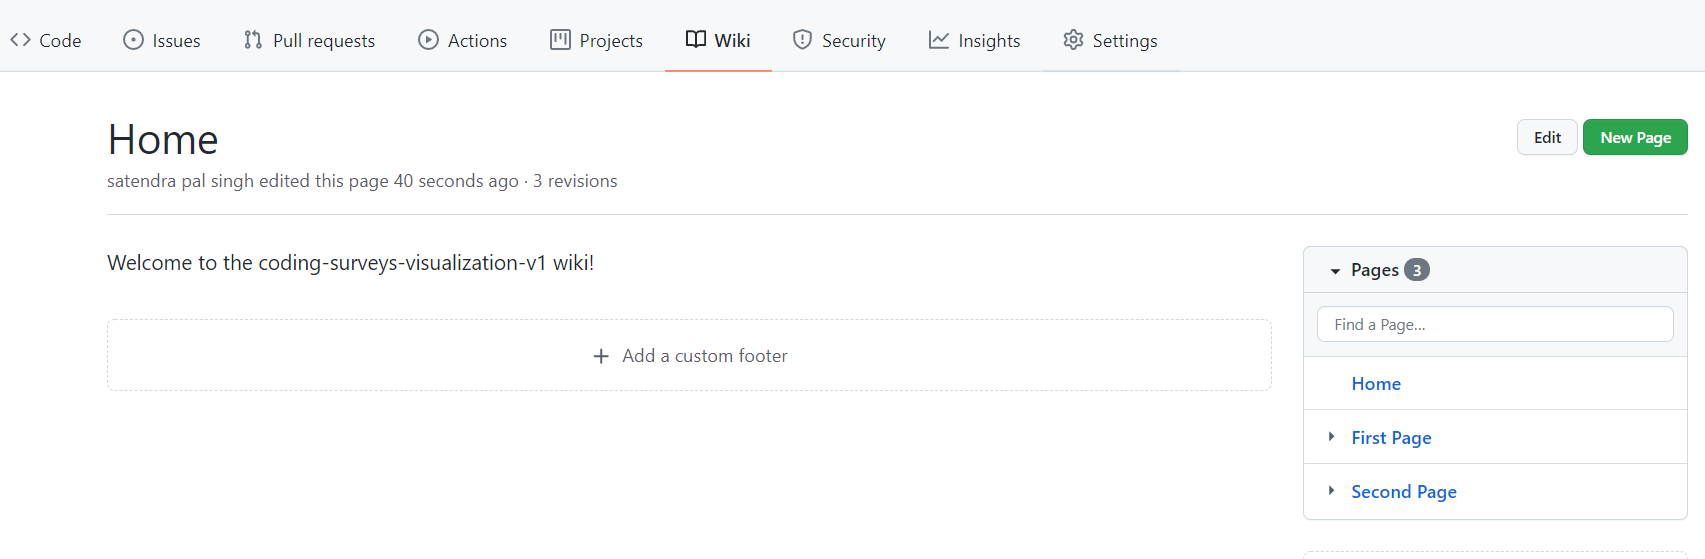 Code Issues Pull requests Actions Projects Wiki Security Insights Settings
Home
Edit New Page
satendra pal singh edited this page 40 seconds ago · 3 revisions
Welcome to the coding-surveys-visualization-v1 wiki!
Add a custom footer
Pages 3
Find a Page...
Home
First Page
Second Page